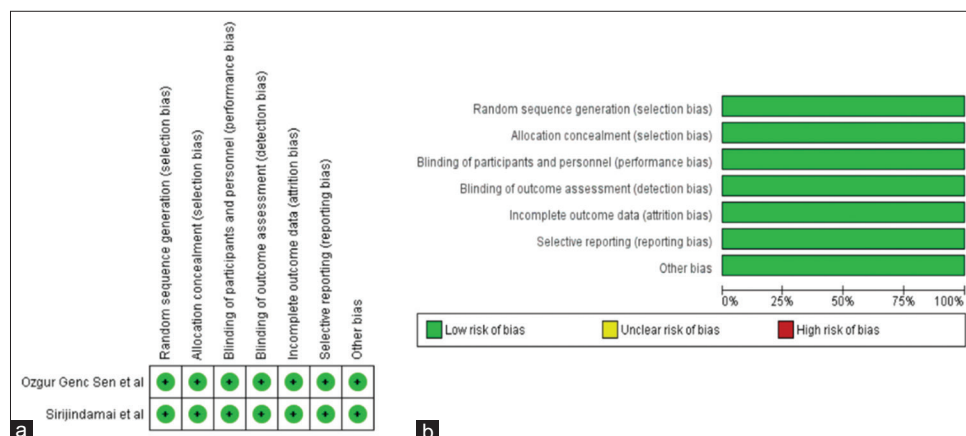 Random sequence generation (selection bias)
Allocation concealment (selection bias)
Blinding of participants and personnel (performance bias)
Blinding of outcome assessment (detection bias)
Incomplete outcome data (attrition bias)
Selective reporting (reporting bias)
Other bias
Ozgur Genc Sen et al
+ + + + + + +
Sirijindamai et al
+ + + + + + +
a
Random sequence generation (selection bias)
Allocation concealment (selection bias)
Blinding of participants and personnel (performance bias)
Blinding of outcome assessment (detection bias)
Incomplete outcome data (attrition bias)
Selective reporting (reporting bias)
Other bias
0% 25% 50% 75% 100%
Low risk of bias Unclear risk of bias High risk of bias
b